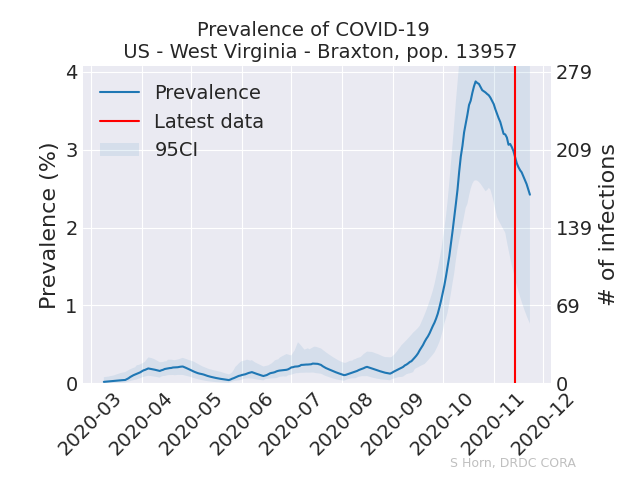 Prevalence of COVID-19
US - West Virginia - Braxton, pop. 13957
Prevalence
Latest data
95CI
Prevalence (%)
4
3
2
1
0
279
209
139
69
0
# of infections
2020-03
2020-04
2020-05
2020-06
2020-07
2020-08
2020-09
2020-10
2020-11
2020-12
S Horn, DRDC CORA